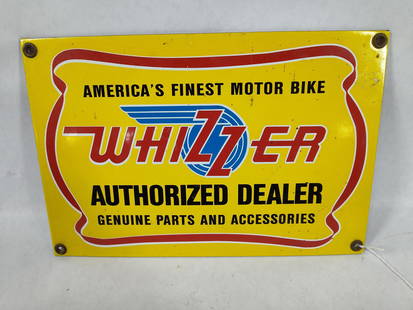 AMERICA'S FINEST MOTOR BIKE
WHIZZER
AUTHORIZED DEALER
GENUINE PARTS AND ACCESSORIES